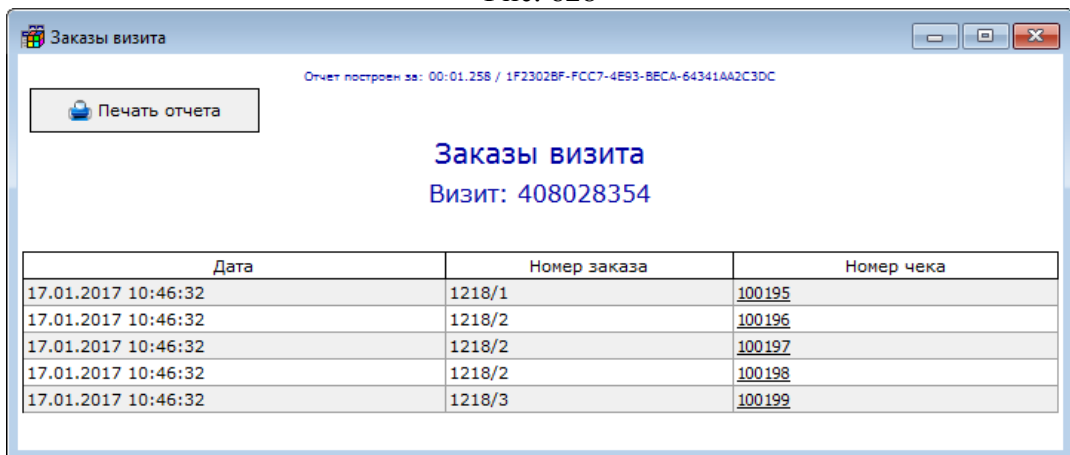 Заказы визита
Отчет построен за: 00:01.258 / 1F2302BF-FCC7-4E93-BECA-64341AA2C3DC
Печать отчета
Заказы визита
Визит: 408028354
Дата Номер заказа Номер чека
17.01.2017 10:46:32 1218/1 100195
17.01.2017 10:46:32 1218/2 100196
17.01.2017 10:46:32 1218/2 100197
17.01.2017 10:46:32 1218/2 100198
17.01.2017 10:46:32 1218/3 100199